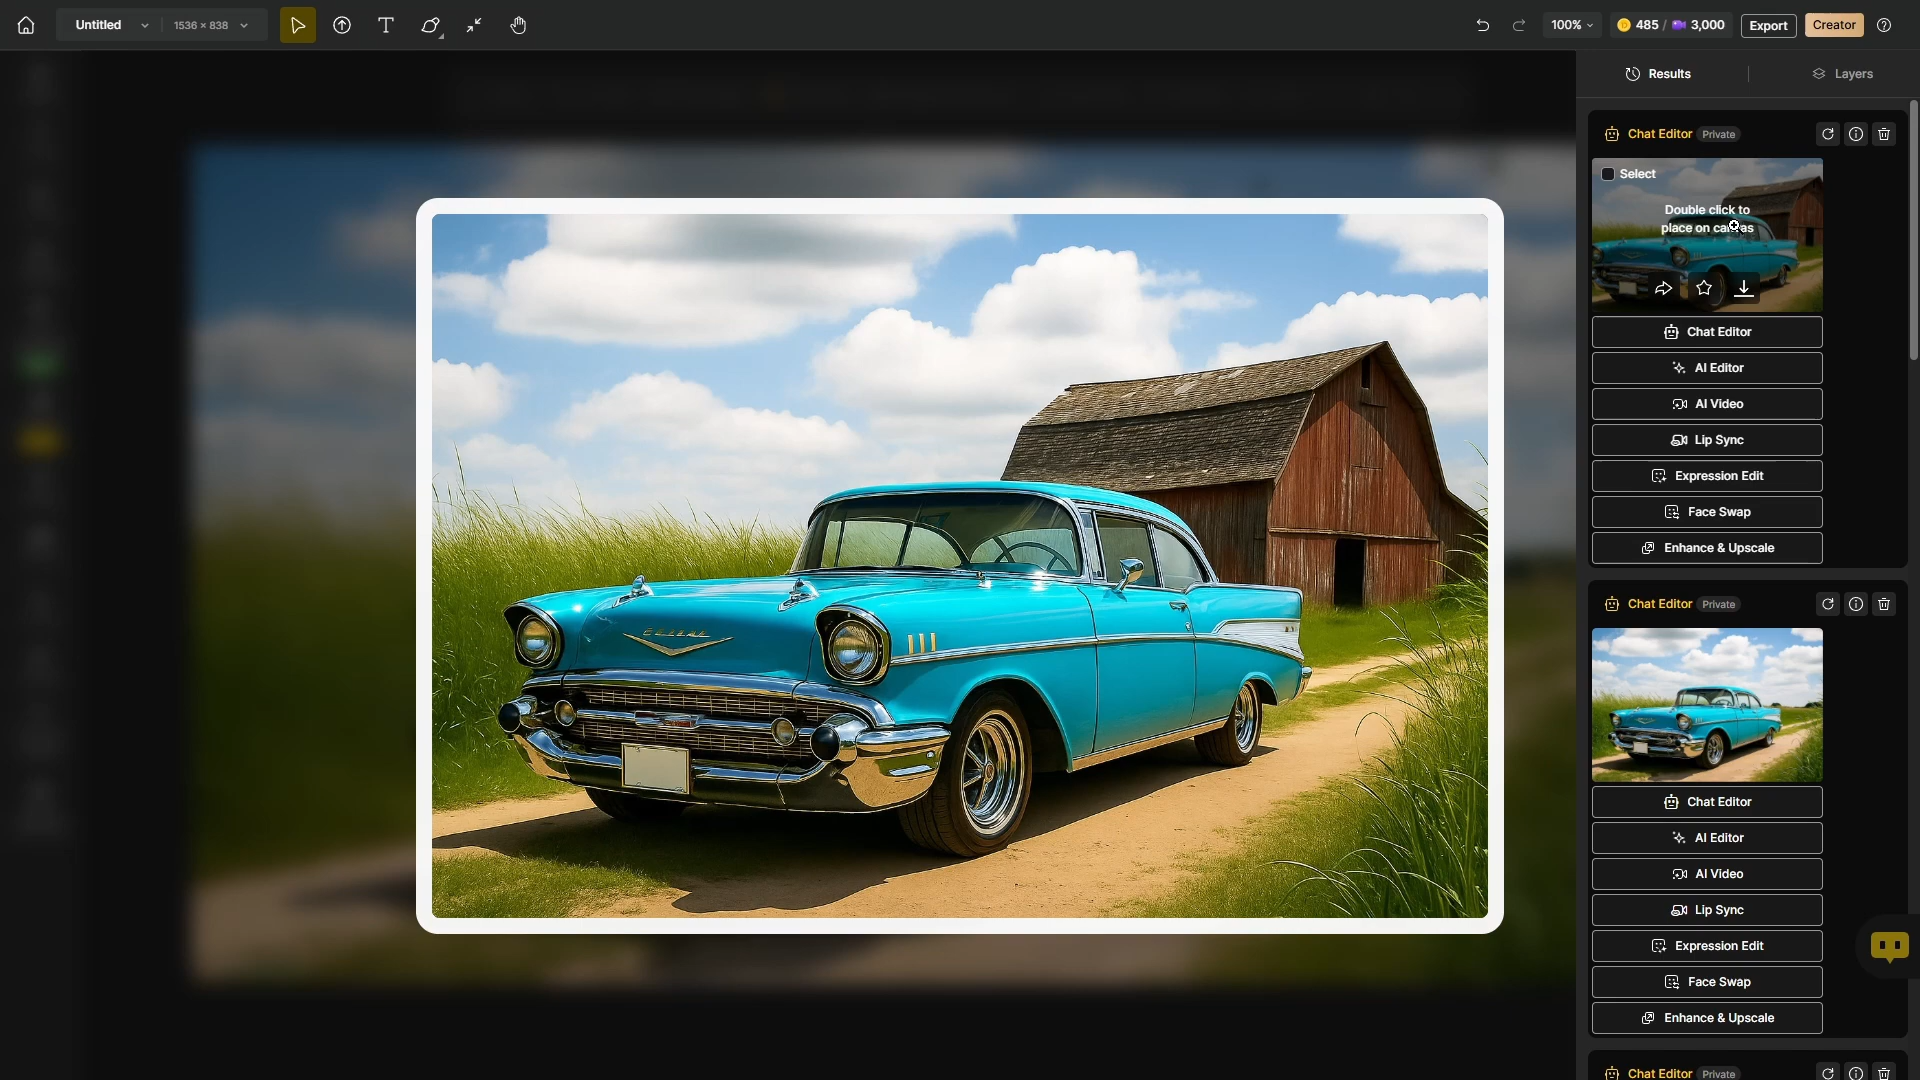 Untitled
1536 × 838
T
100%
485 / 3,000
Export
Creator
Results
Layers
Chat Editor Private
Select
Double click to
place on canvas
Chat Editor
AI Editor
AI Video
Lip Sync
Expression Edit
Face Swap
Enhance & Upscale
Chat Editor Private
Chat Editor
AI Editor
AI Video
Lip Sync
Expression Edit
Face Swap
Enhance & Upscale
Chat Editor Private